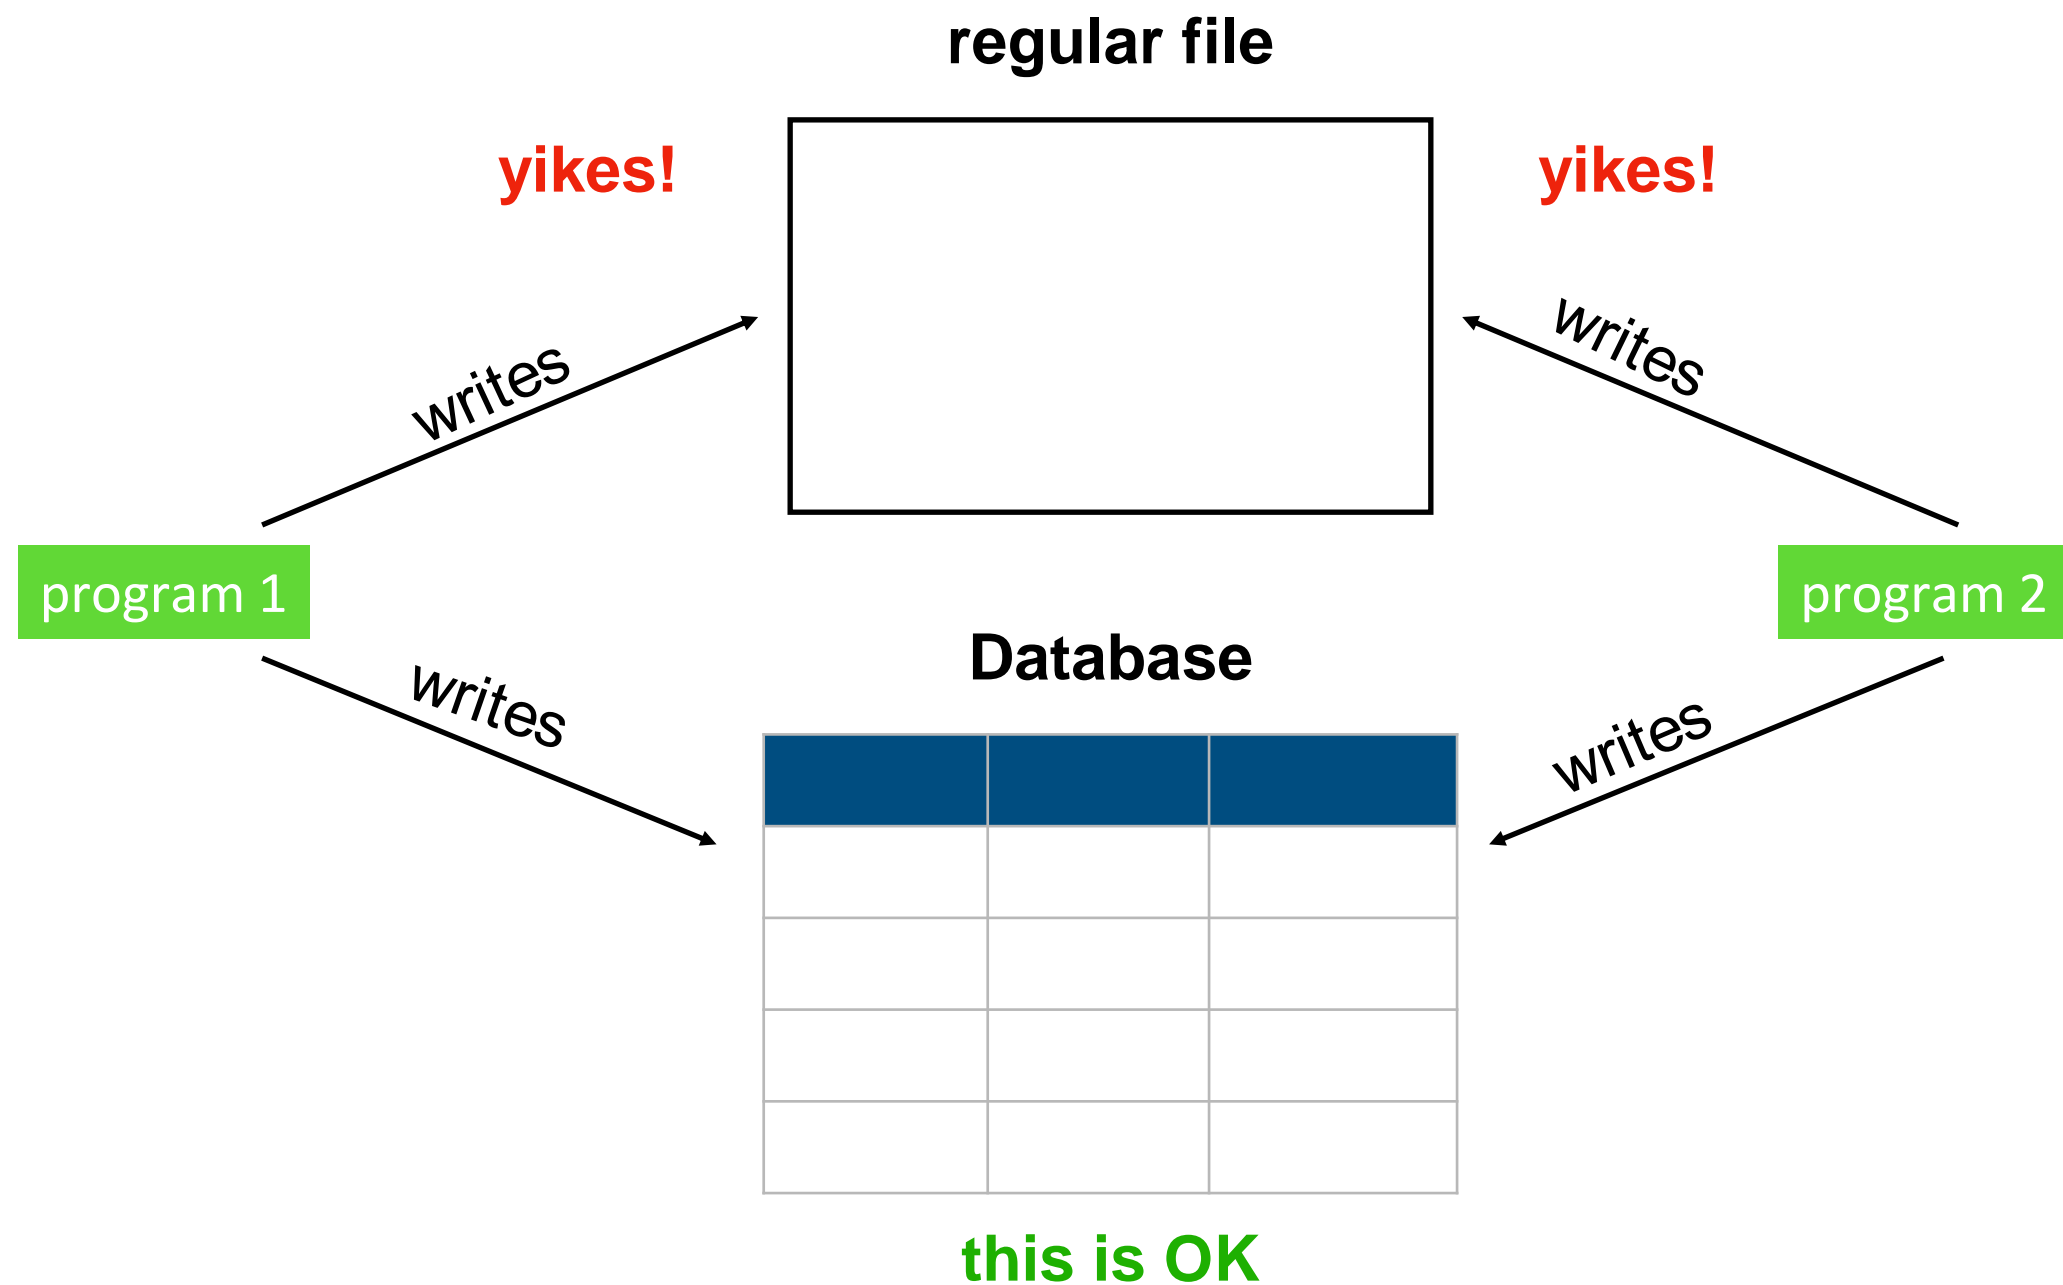 regular file
yikes!
yikes!
writes
writes
program 1
program 2
Database
writes
writes
this is OK